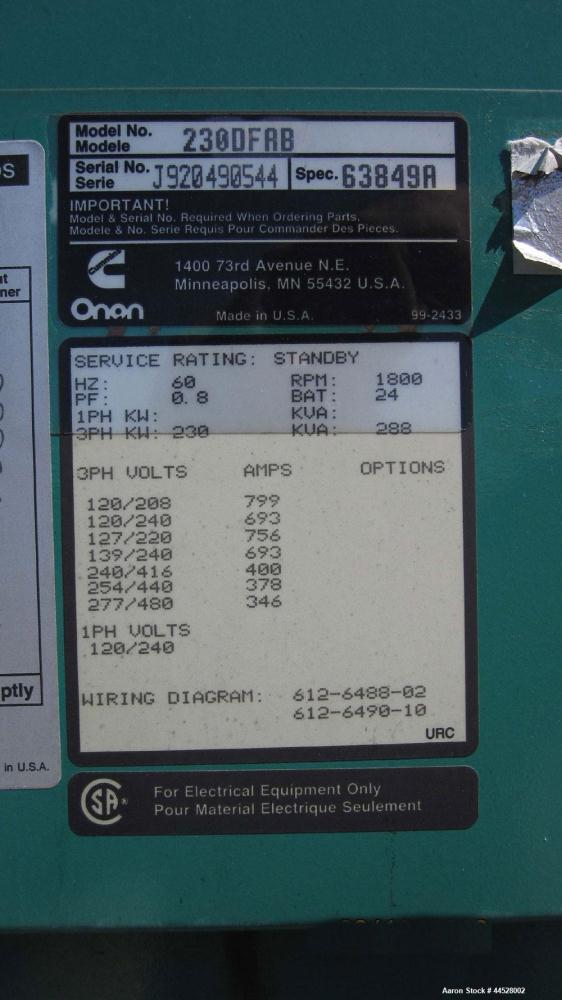 Model No.
Modele
230DFAB
Serial No.
Serie
J920490544
Spec. 63849A
IMPORTANT!
Model & Serial No. Required When Ordering Parts,
Modele & No. Serie Requis Pour Commander Des Pieces.
Cummins
Onan
1400 73rd Avenue N.E.
Minneapolis, MN 55432 U.S.A.
Made in U.S.A.
99-2433
SERVICE RATING: STANDBY
HZ: 60 RPM: 1800
PF: 0.8 BAT: 24
1PH KW: KVA:
3PH KW: 230 KVA: 288
3PH VOLTS AMPS OPTIONS
120/208 799
120/240 693
127/220 756
139/240 693
240/416 400
254/440 378
277/480 346
1PH VOLTS
120/240
WIRING DIAGRAM: 612-6488-02
612-6490-10
URC
SA
For Electrical Equipment Only
Pour Material Electrique Seulement
ptly
in U.S.A.
Aaron Stock # 44528002